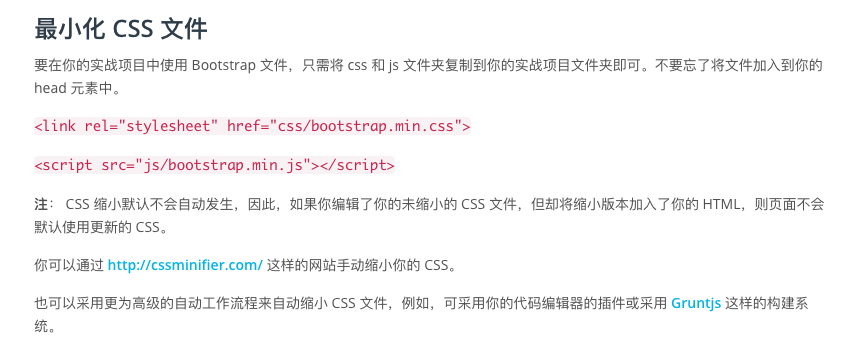 最小化 CSS 文件
要在你的实战项目中使用 Bootstrap 文件，只需将 css 和 js 文件夹复制到你的实战项目文件夹即可。不要忘了将文件加入到你的
head 元素中。
<link rel="stylesheet" href="css/bootstrap.min.css">
<script src="js/bootstrap.min.js"></script>
注： CSS 缩小默认不会自动发生，因此，如果你编辑了你的未缩小的 CSS 文件，但却将缩小版本加入了你的 HTML，则页面不会
默认使用更新的 CSS。
你可以通过 http://cssminifier.com/ 这样的网站手动缩小你的 CSS。
也可以采用更为高级的自动工作流程来自动缩小 CSS 文件，例如，可采用你的代码编辑器的插件或采用 Gruntjs 这样的构建系
统。